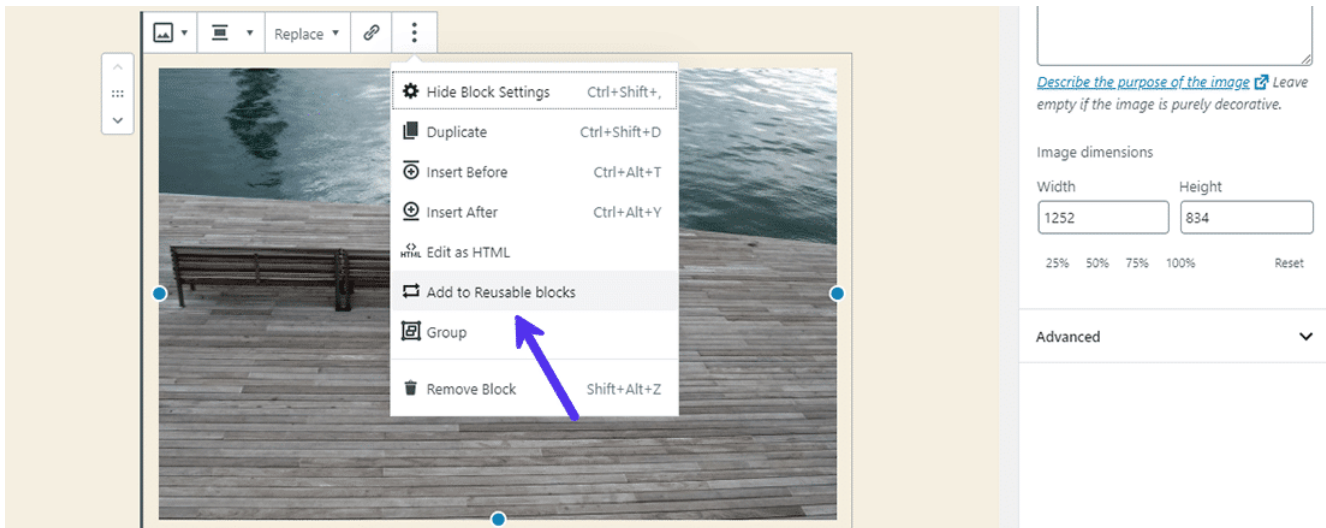 Replace
Hide Block Settings Ctrl+Shift+,
Duplicate Ctrl+Shift+D
Insert Before Ctrl+Alt+T
Insert After Ctrl+Alt+Y
HTML Edit as HTML
Add to Reusable blocks
Group
Remove Block Shift+Alt+Z
Describe the purpose of the image Leave
empty if the image is purely decorative.
Image dimensions
Width Height
1252 834
25% 50% 75% 100% Reset
Advanced